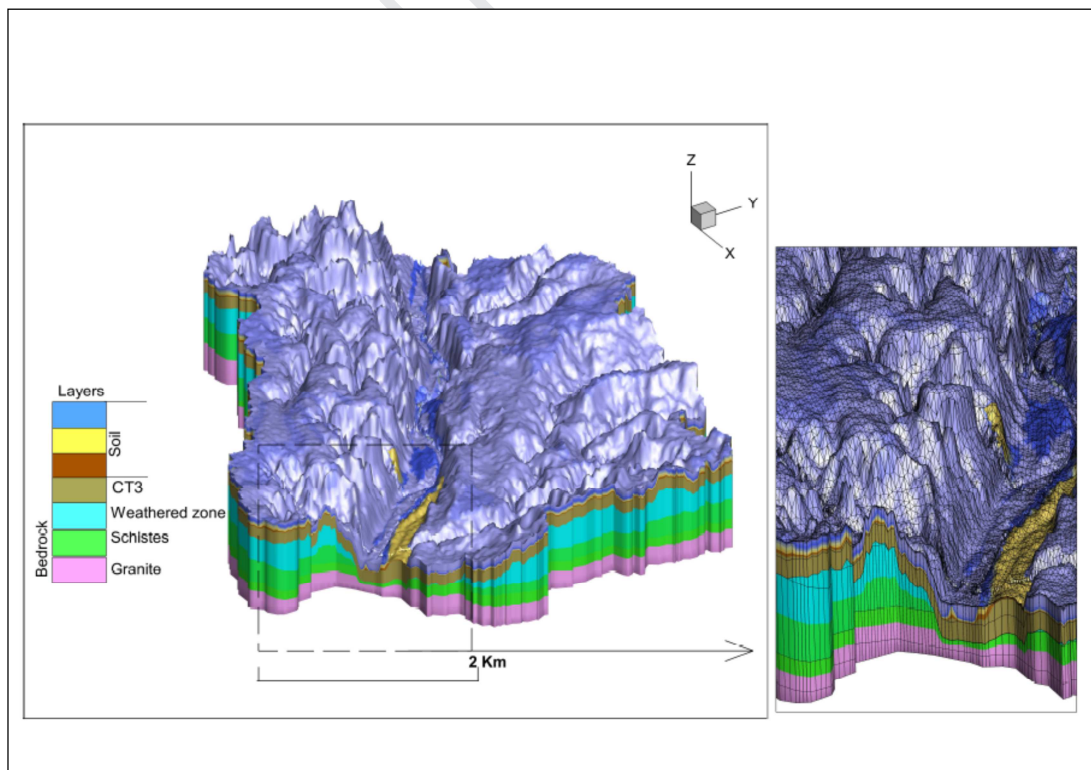 Z
Y
X
Layers
Soil
CT3
Weathered zone
Schistes
Granite
Bedrock
2 Km